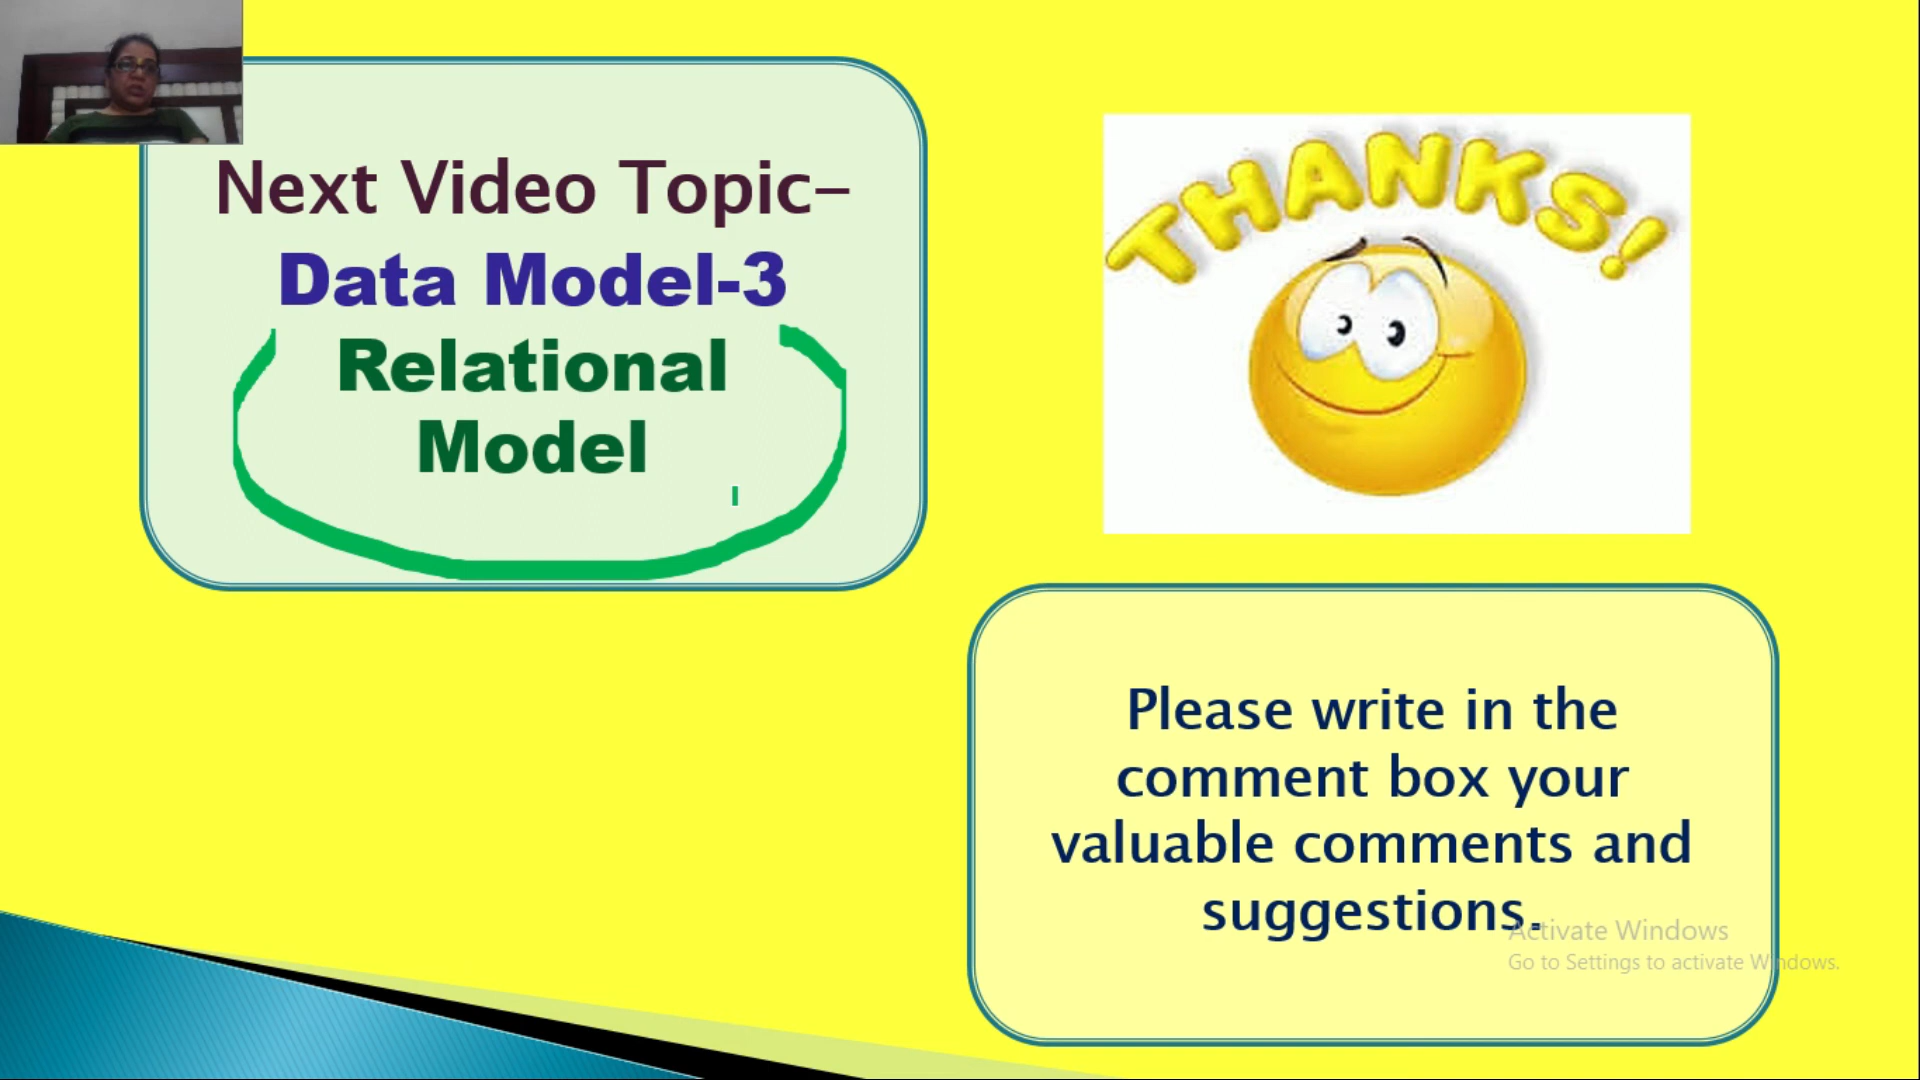 Next Video Topic–
Data Model-3
Relational
Model
THANKS!
Please write in the
comment box your
valuable comments and
suggestions.
Activate Windows
Go to Settings to activate Windows.